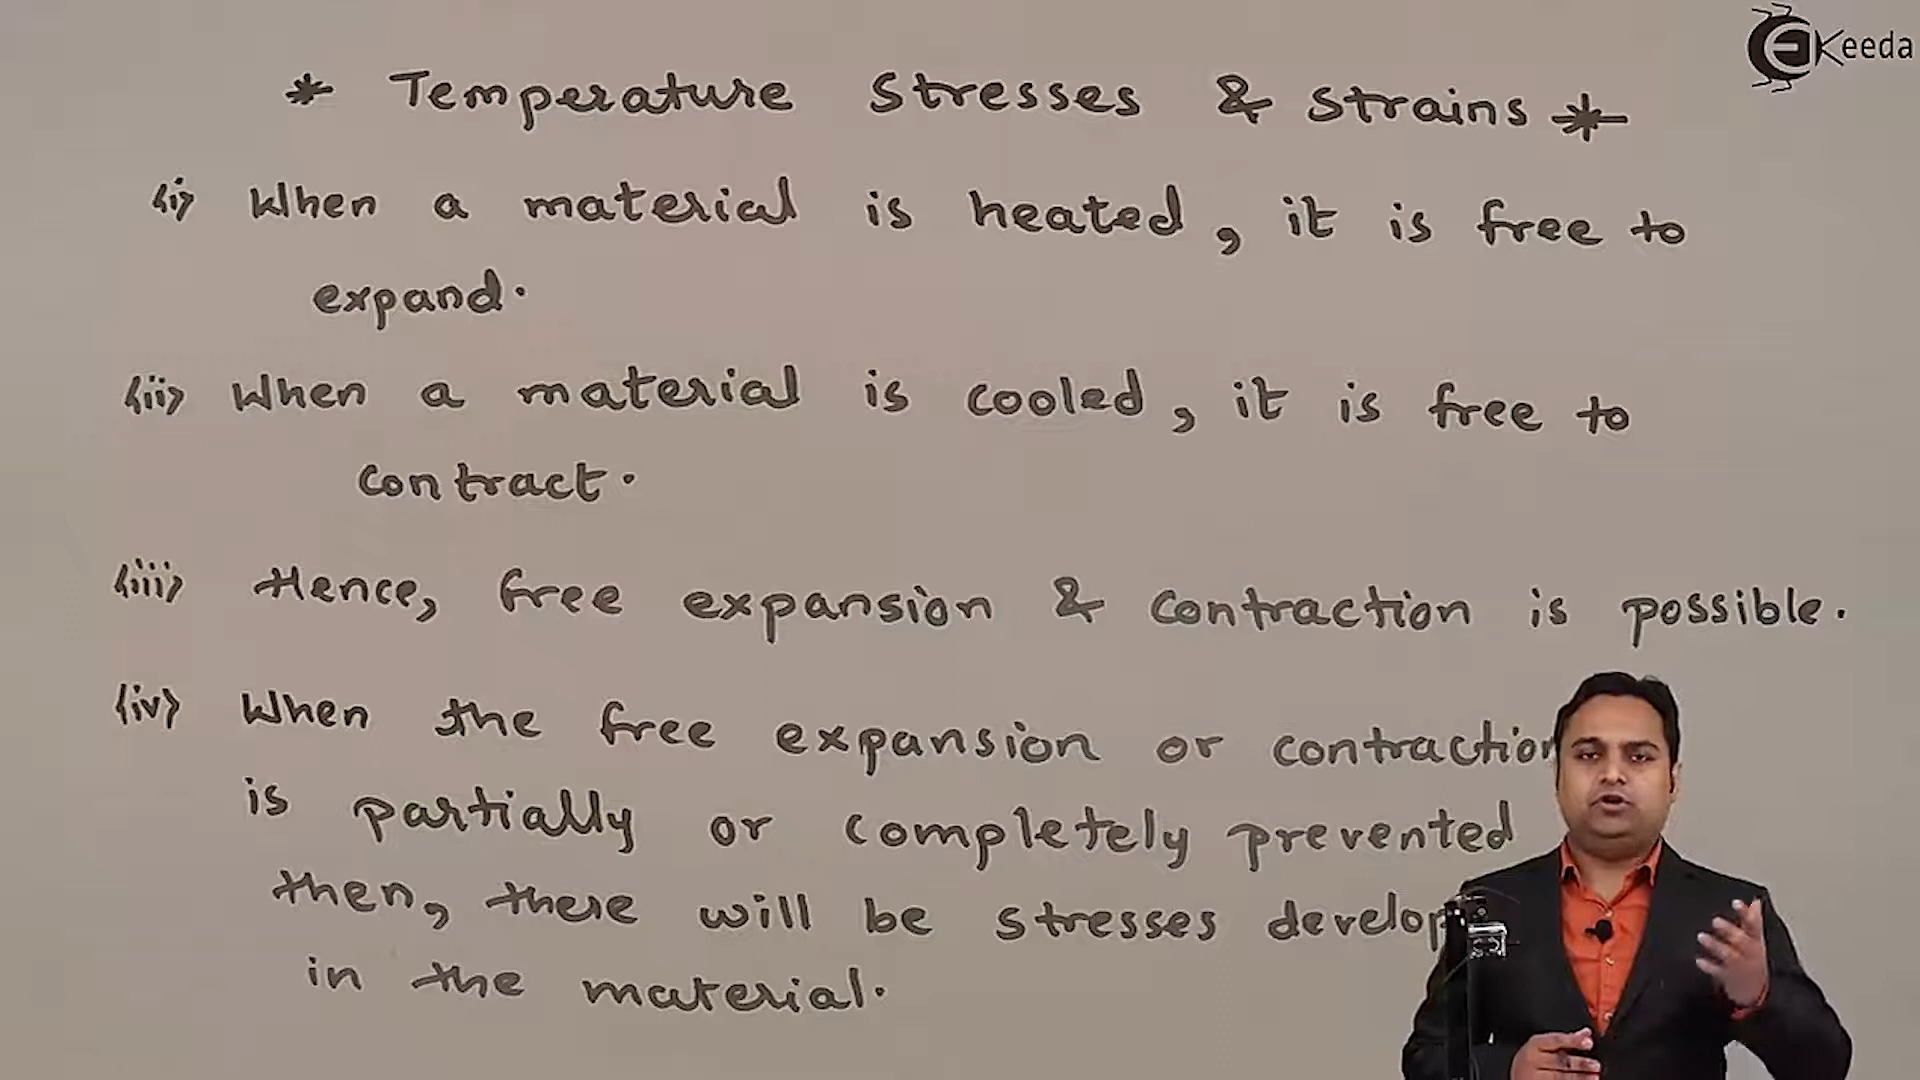 Ekeeda
* Temperature Stresses & Strains *
(i) When a material is heated, it is free to
expand.
(ii) When a material is cooled, it is free to
contract.
(iii) Hence, free expansion & contraction is possible.
(iv) When the free expansion or contraction
is partially or completely prevented
then, there will be stresses develop
in the material.